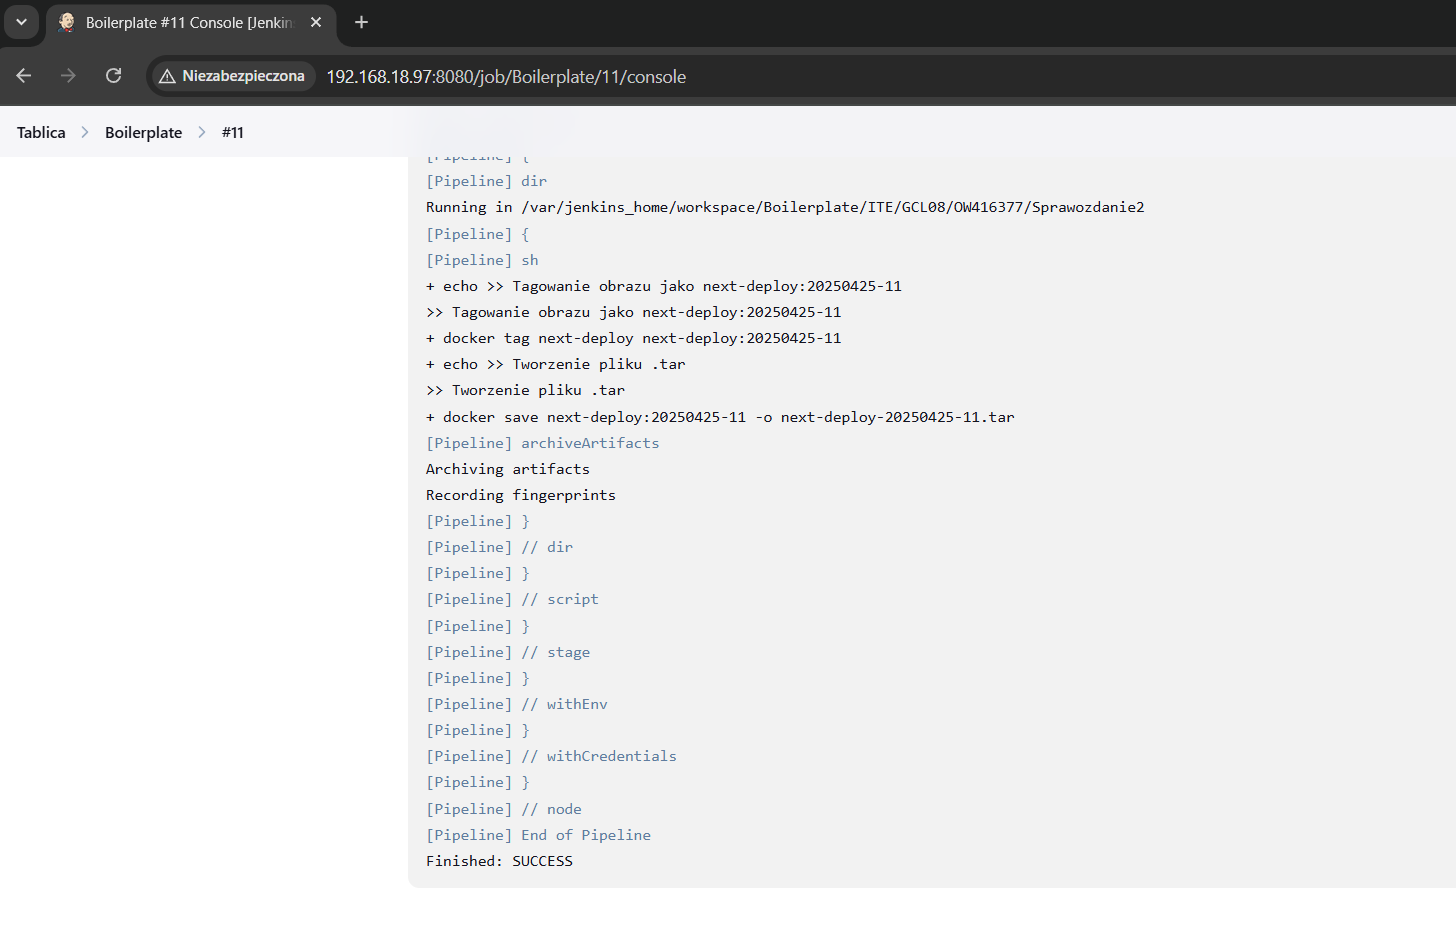 Boilerplate #11 Console [Jenkin
Niezabezpieczona
192.168.18.97:8080/job/Boilerplate/11/console
Tablica > Boilerplate > #11
[Pipeline] {
[Pipeline] dir
Running in /var/jenkins_home/workspace/Boilerplate/ITE/GCL08/OW416377/Sprawozdanie2
[Pipeline] {
[Pipeline] sh
+ echo >> Tagowanie obrazu jako next-deploy:20250425-11
>> Tagowanie obrazu jako next-deploy:20250425-11
+ docker tag next-deploy next-deploy:20250425-11
+ echo >> Tworzenie pliku .tar
>> Tworzenie pliku .tar
+ docker save next-deploy:20250425-11 -o next-deploy-20250425-11.tar
[Pipeline] archiveArtifacts
Archiving artifacts
Recording fingerprints
[Pipeline] }
[Pipeline] // dir
[Pipeline] }
[Pipeline] // script
[Pipeline] }
[Pipeline] // stage
[Pipeline] }
[Pipeline] // withEnv
[Pipeline] }
[Pipeline] // withCredentials
[Pipeline] }
[Pipeline] // node
[Pipeline] End of Pipeline
Finished: SUCCESS